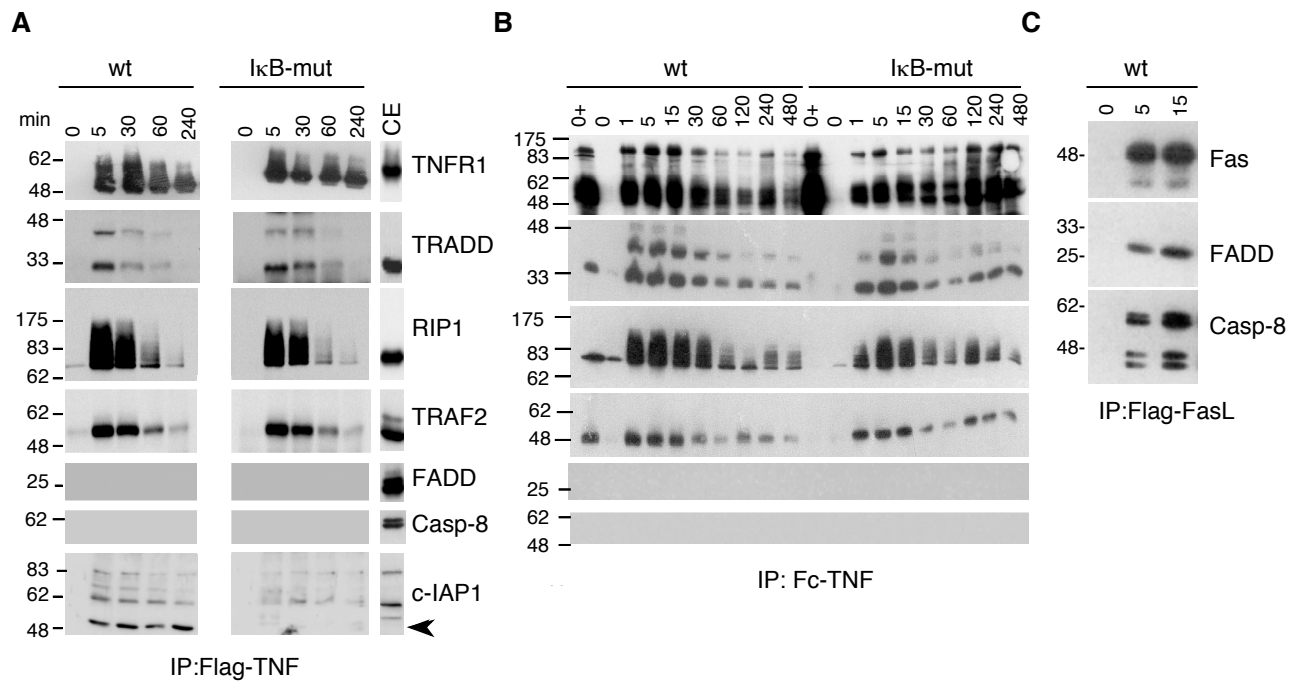 A
wt
IκB-mut
min
0 5 30 60 240
0 5 30 60 240
CE
62
48
TNFR1
48
33
TRADD
175
83
62
RIP1
62
48
TRAF2
25
FADD
62
Casp-8
83
62
48
c-IAP1
IP:Flag-TNF
B
wt
IκB-mut
0+ 0 1 5 15 30 60 120 240 480
0+ 0 1 5 15 30 60 120 240 480
175
83
62
48
48
33
175
83
62
62
48
25
62
48
IP: Fc-TNF
C
wt
0 5 15
48-
Fas
33-
25-
FADD
62-
48-
Casp-8
IP:Flag-FasL